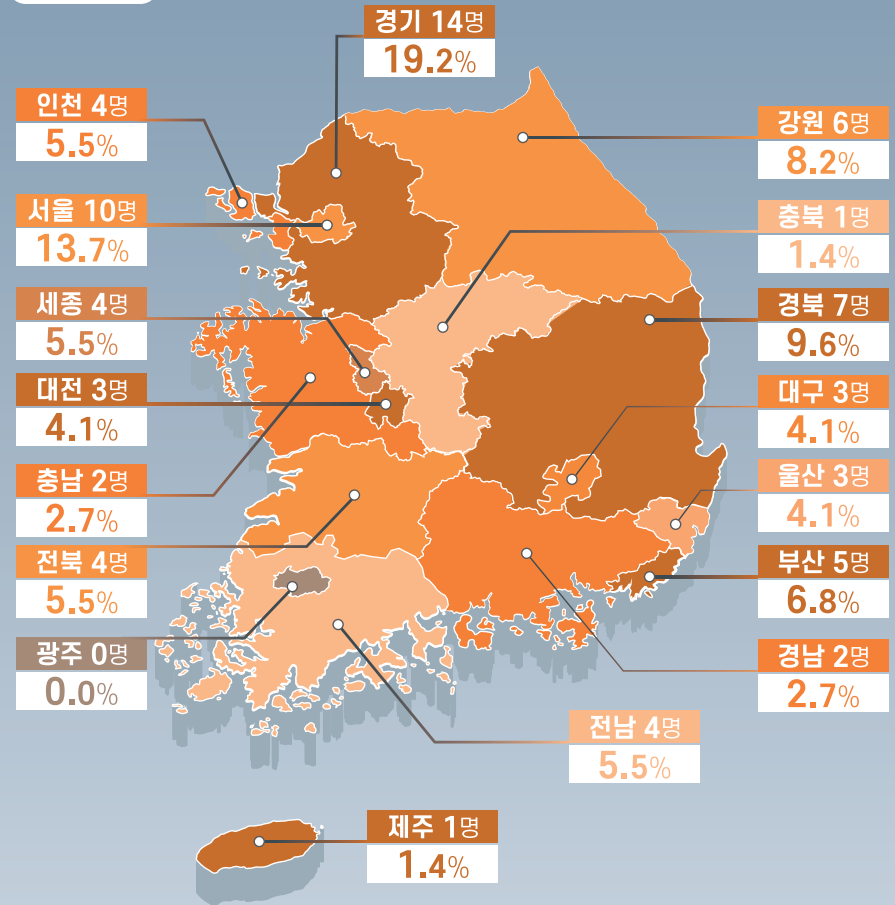 경기 14명
19.2%
인천 4명
5.5%
강원 6명
8.2%
서울 10명
13.7%
충북 1명
1.4%
세종 4명
5.5%
경북 7명
9.6%
대전 3명
4.1%
대구 3명
4.1%
충남 2명
2.7%
울산 3명
4.1%
전북 4명
5.5%
부산 5명
6.8%
광주 0명
0.0%
경남 2명
2.7%
전남 4명
5.5%
제주 1명
1.4%